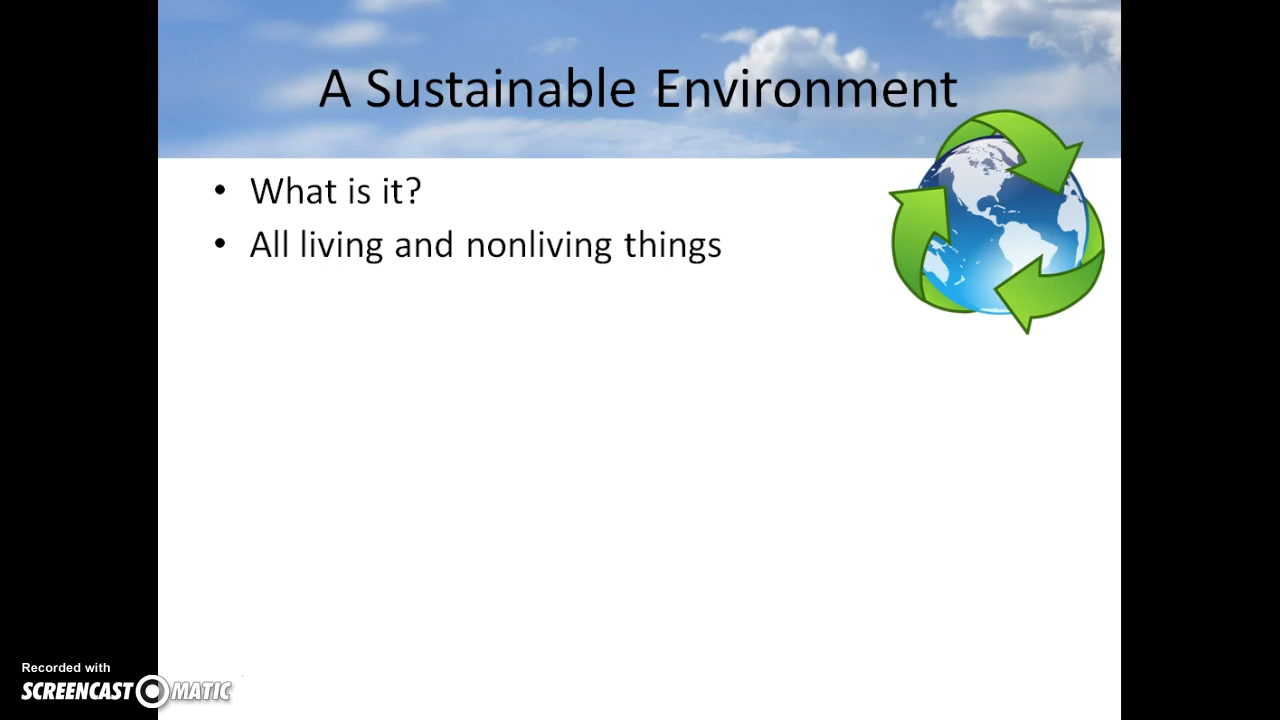 A Sustainable Environment
• What is it?
• All living and nonliving things
Recorded with
SCREENCAST MATIC